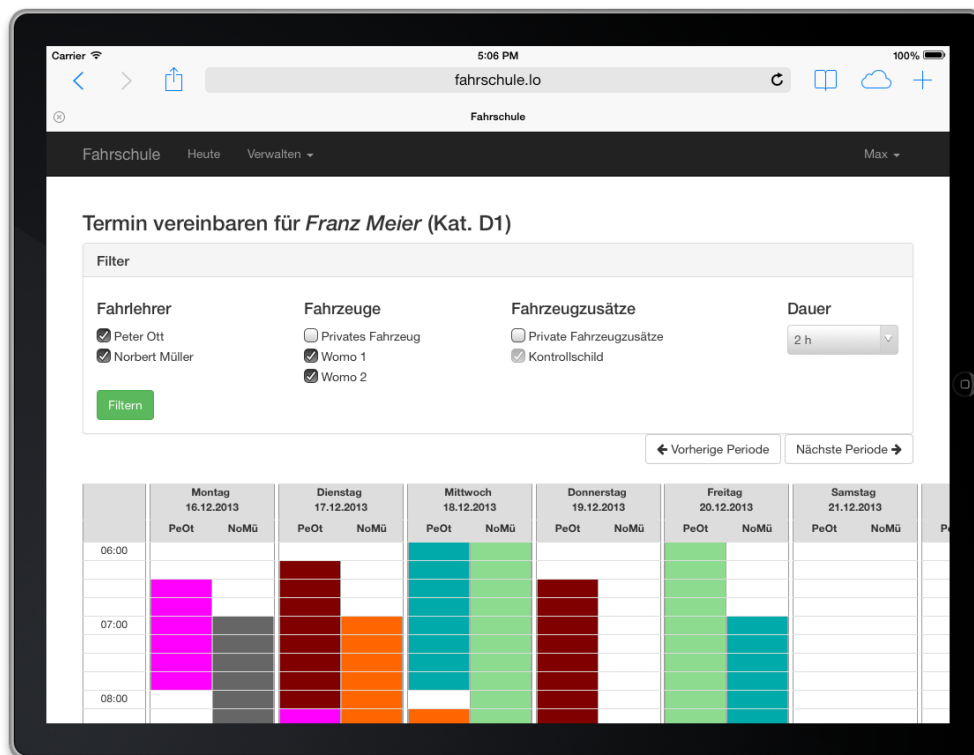 Carrier 5:06 PM 100%
fahrschule.lo
Fahrschule
Fahrschule Heute Verwalten Max
Termin vereinbaren für Franz Meier (Kat. D1)
Filter
Fahrlehrer Fahrzeuge Fahrzeugzusätze Dauer
Peter Ott Privates Fahrzeug Private Fahrzeugzusätze 2 h
Norbert Müller Womo 1 Kontrollschild
Womo 2
Filtern
Vorherige Periode Nächste Periode
Montag Dienstag Mittwoch Donnerstag Freitag Samstag
16.12.2013 17.12.2013 18.12.2013 19.12.2013 20.12.2013 21.12.2013
PeOt NoMü PeOt NoMü PeOt NoMü PeOt NoMü PeOt NoMü PeOt NoMü
06:00
07:00
08:00